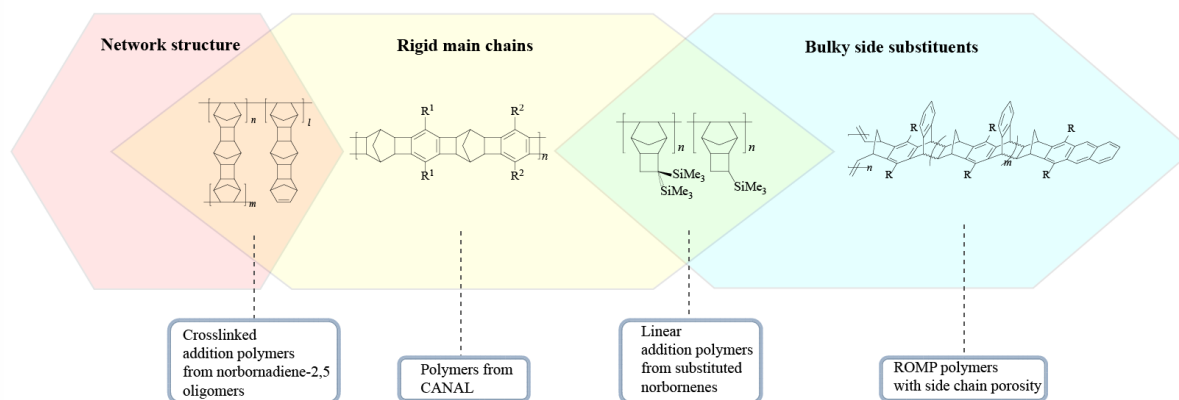 Network structure
Rigid main chains
Bulky side substituents
n
l
m
R¹
R²
R¹
R²
n
n
n
SiMe₃
SiMe₃
SiMe₃
R
R
R
n
m
R
R
R
Crosslinked
addition polymers
from norbornadiene-2,5
oligomers
Polymers from
CANAL
Linear
addition polymers
from substituted
norbornenes
ROMP polymers
with side chain porosity